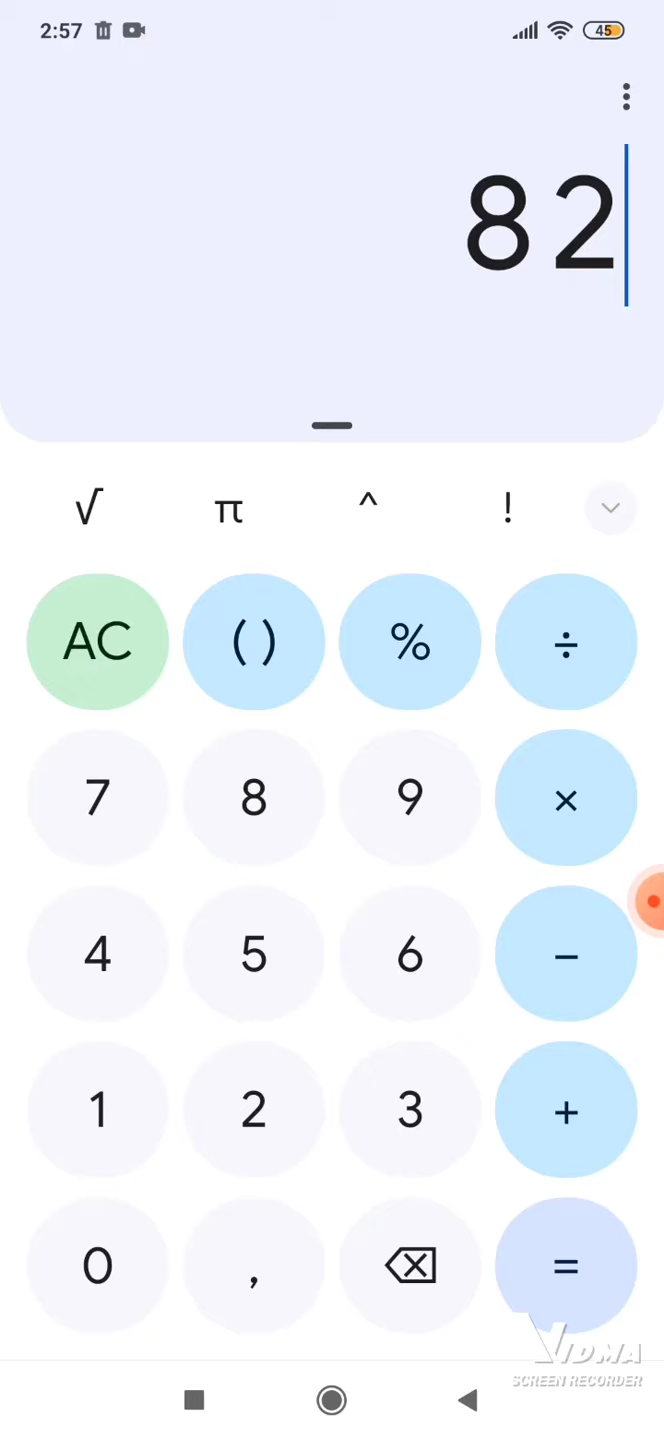 2:57 45
82
√ π ^ !
AC ( ) % ÷
7 8 9 ×
4 5 6 −
1 2 3 +
0 , =
VIDMA
SCREEN RECORDER